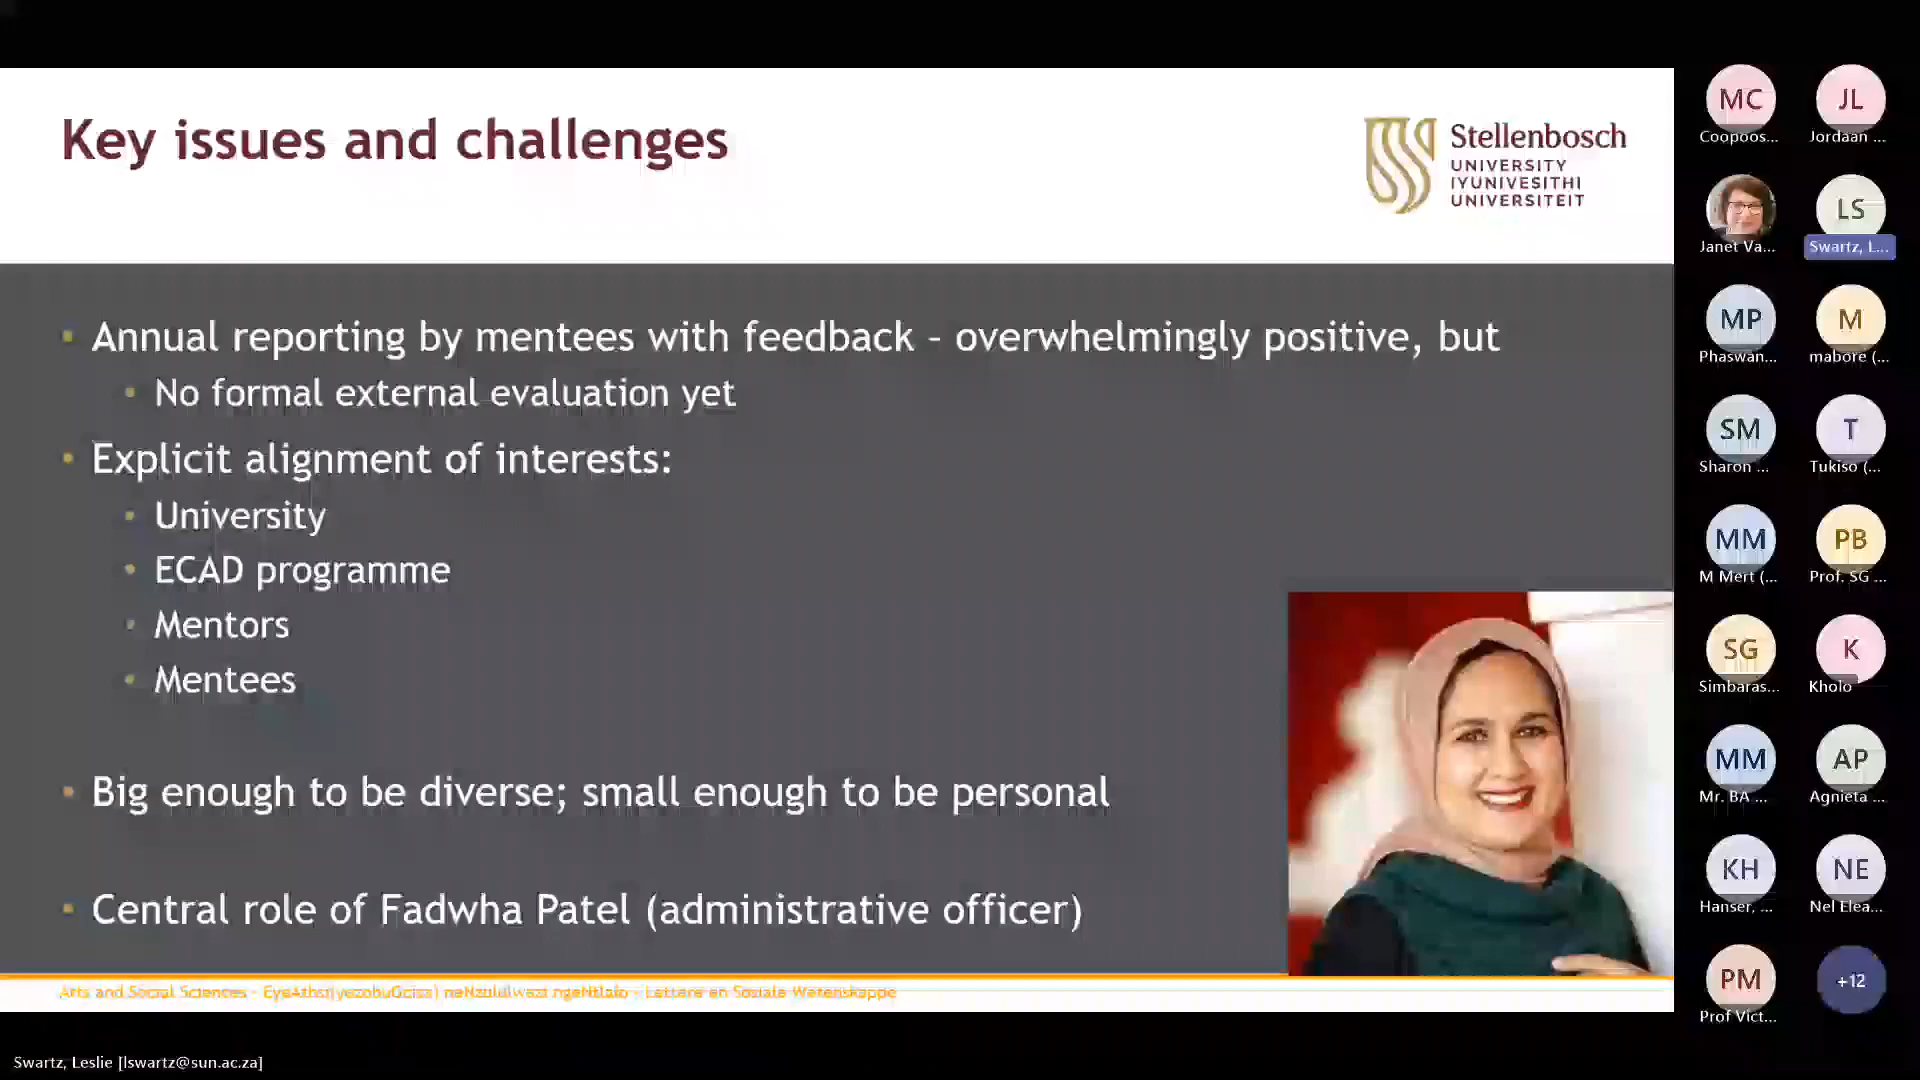 Key issues and challenges
Stellenbosch
UNIVERSITY
IYUNIVESITHI
UNIVERSITEIT
Annual reporting by mentees with feedback – overwhelmingly positive, but
No formal external evaluation yet
Explicit alignment of interests:
University
ECAD programme
Mentors
Mentees
Big enough to be diverse; small enough to be personal
Central role of Fadwha Patel (administrative officer)
Arts and Social Sciences - en Sosiale Wetenskappe
MC
JL
Coopoos...
Jordaan ...
LS
Janet Va...
Swartz, L...
MP
M
Phaswan...
mabore (...
SM
T
Sharon ...
Tukiso (...
MM
PB
M Mert (...
Prof. SG ...
SG
K
Simbaras...
Kholo
MM
AP
Mr. BA ...
Agnieta ...
KH
NE
Hanser, ...
Nel Elea...
PM
+12
Prof Vict...
Swartz, Leslie [lswartz@sun.ac.za]